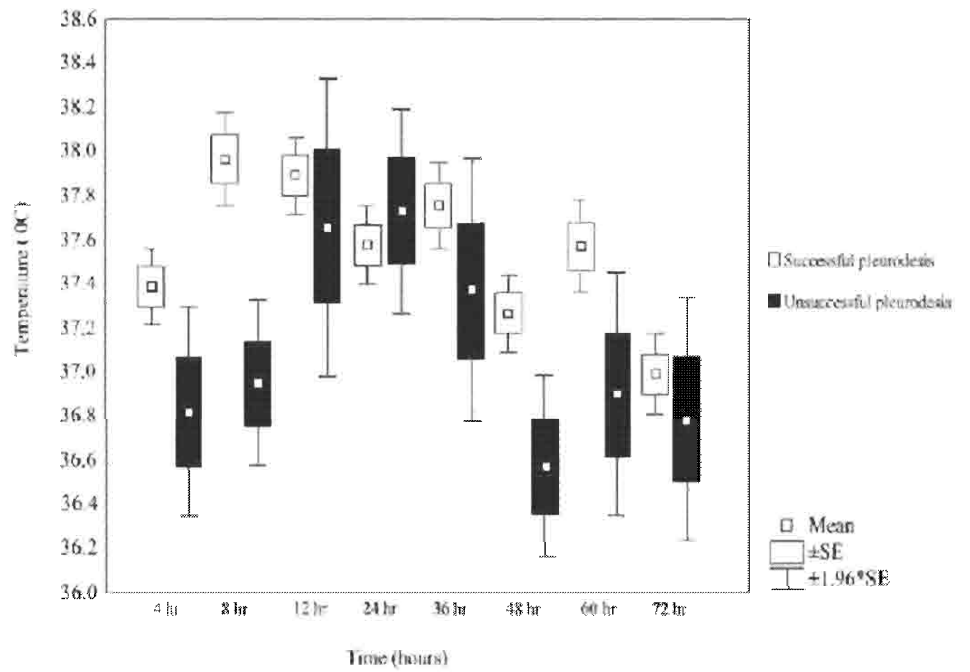 38.6
38.4
38.2
38.0
37.8
37.6
37.4
37.2
37.0
36.8
36.6
36.4
36.2
36.0
Temperature ( 0C)
4 hr 8 hr 12 hr 24 hr 36 hr 48 hr 60 hr 72 hr
Time (hours)
Successful pleurodesis
Unsuccessful pleurodesis
Mean
±SE
±1.96*SE